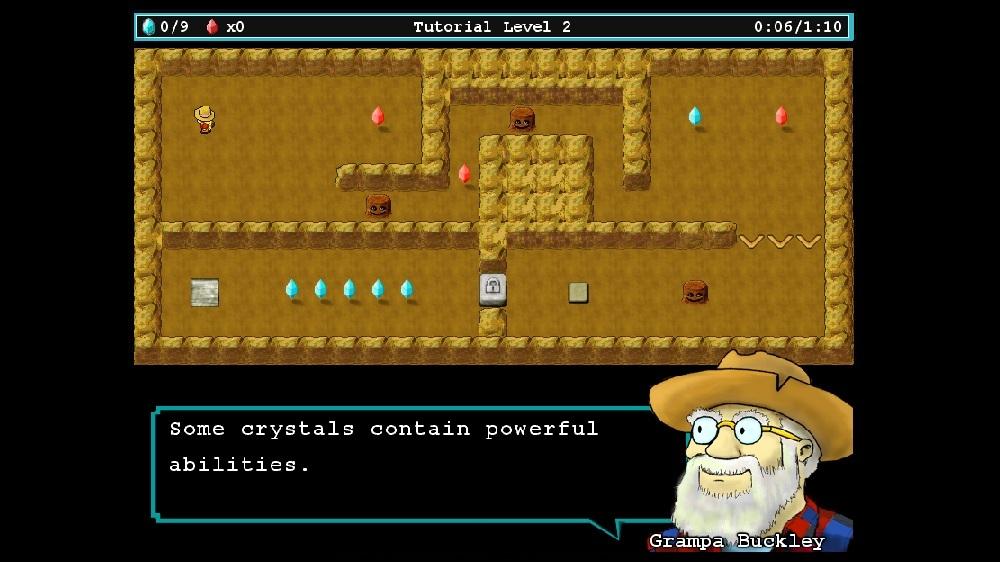 0/9 x0 Tutorial Level 2 0:06/1:10
Some crystals contain powerful
abilities.
Grampa Buckley